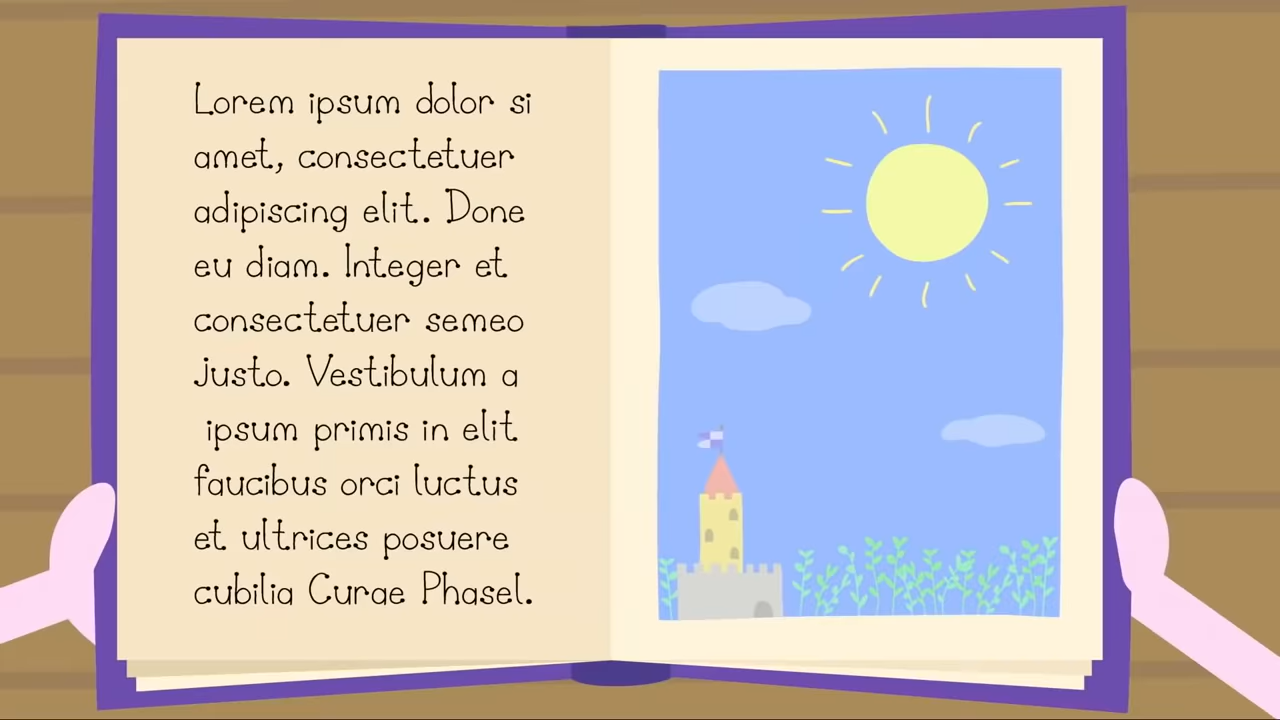 Lorem ipsum dolor si
amet, consectetuer
adipiscing elit. Done
eu diam. Integer et
consectetuer semeo
justo. Vestibulum a
ipsum primis in elit
faucibus orci luctus
et ultrices posuere
cubilia Curae Phasel.